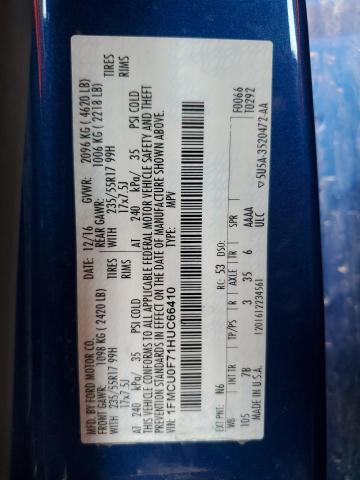 MFD. BY FORD MOTOR CO.
DATE: 12/16 GVWR: 2096 KG ( 4620 LB)
FRONT GAWR: 1098 KG ( 2420 LB) REAR GAWR: 1006 KG ( 2218 LB)
WITH 235/55R17 99H TIRES WITH 235/55R17 99H TIRES
17x7.5J RIMS 17x7.5J RIMS
AT 240 kPa/ 35 PSI COLD AT 240 kPa/ 35 PSI COLD
THIS VEHICLE CONFORMS TO ALL APPLICABLE FEDERAL MOTOR VEHICLE SAFETY AND THEFT
PREVENTION STANDARDS IN EFFECT ON THE DATE OF MANUFACTURE SHOWN ABOVE.
VIN: 1FMCU0F71HUC66410
TYPE: MPV
F0066
T0292
EXT PNT: N6 RC: 53 DSO:
WB INT TR TP/PS R AXLE TR SPR
105 7B 3 35 6 AAAA
MADE IN U.S.A. ULC
1201612234561 5U5A-3520472-AA